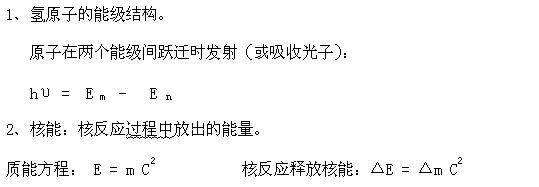 1、氢原子的能级结构。
原子在两个能级间跃迁时发射（或吸收光子）：
hυ = Eₘ - Eₙ
2、核能：核反应过程中放出的能量。
质能方程： E = m C² 核反应释放核能：△E = △m C²